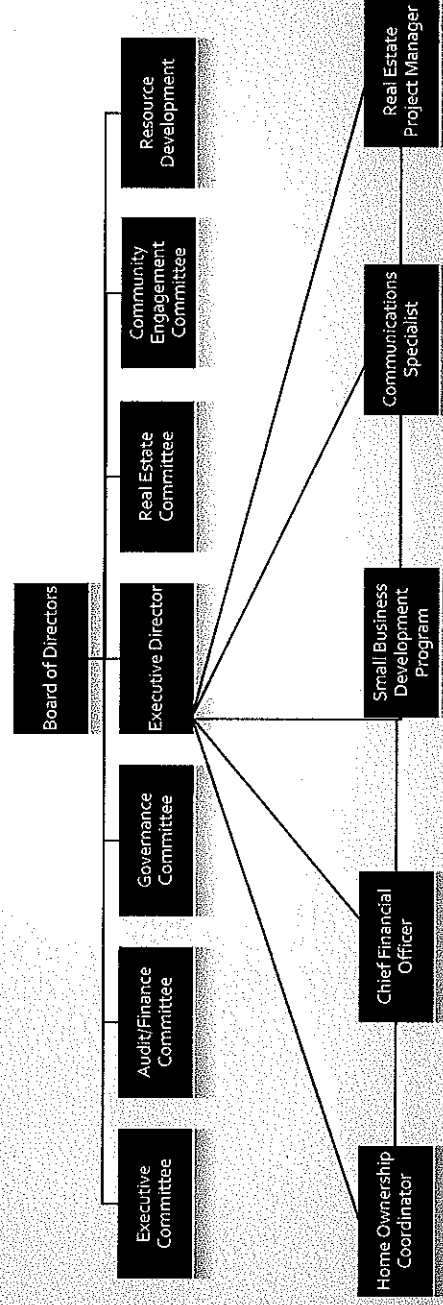 Board of Directors
Executive
Committee
Audit/Finance
Committee
Governance
Committee
Executive Director
Real Estate
Committee
Community
Engagement
Committee
Resource
Development
Home Ownership
Coordinator
Chief Financial
Officer
Small Business
Development
Program
Communications
Specialist
Real Estate
Project Manager